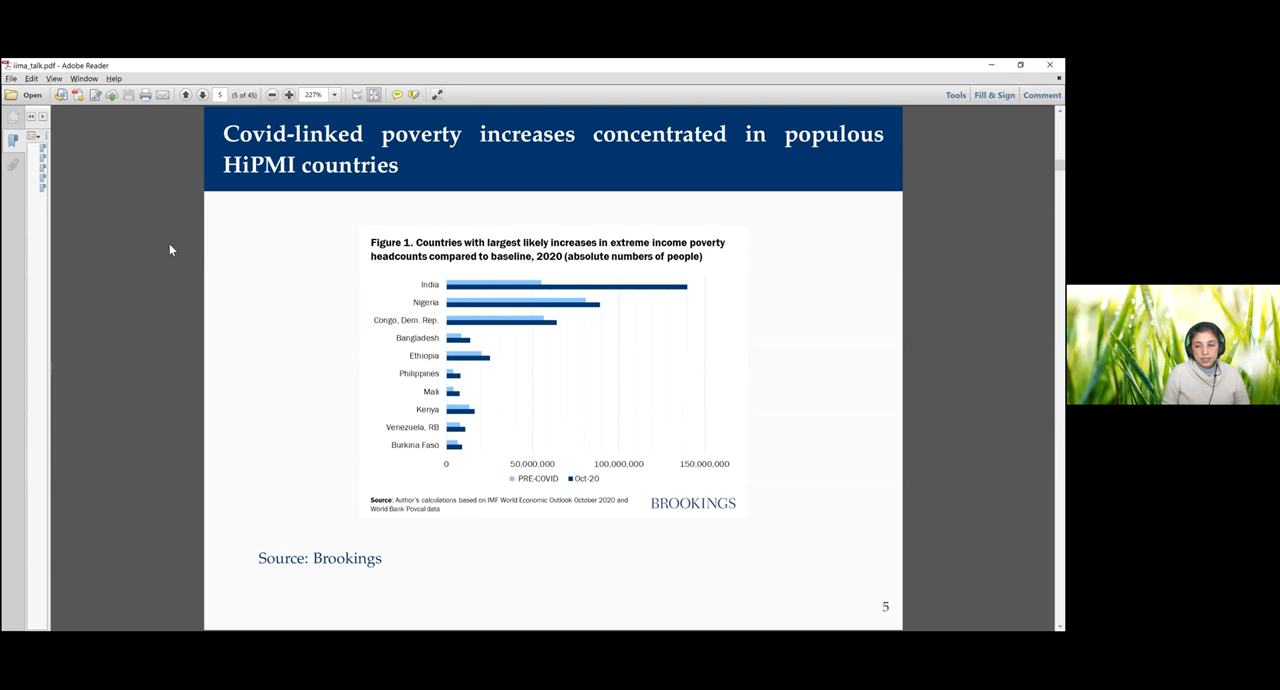 iima_talk.pdf - Adobe Reader
File Edit View Window Help
Open 5 (5 of 45) 227% Tools Fill & Sign Comment
Covid-linked poverty increases concentrated in populous
HiPMI countries
Figure 1. Countries with largest likely increases in extreme income poverty
headcounts compared to baseline, 2020 (absolute numbers of people)
India
Nigeria
Congo, Dem. Rep.
Bangladesh
Ethiopia
Philippines
Mali
Kenya
Venezuela, RB
Burkina Faso
0 50,000,000 100,000,000 150,000,000
PRE-COVID Oct-20
Source: Author's calculations based on IMF World Economic Outlook October 2020 and
World Bank Povcal data
BROOKINGS
Source: Brookings
5